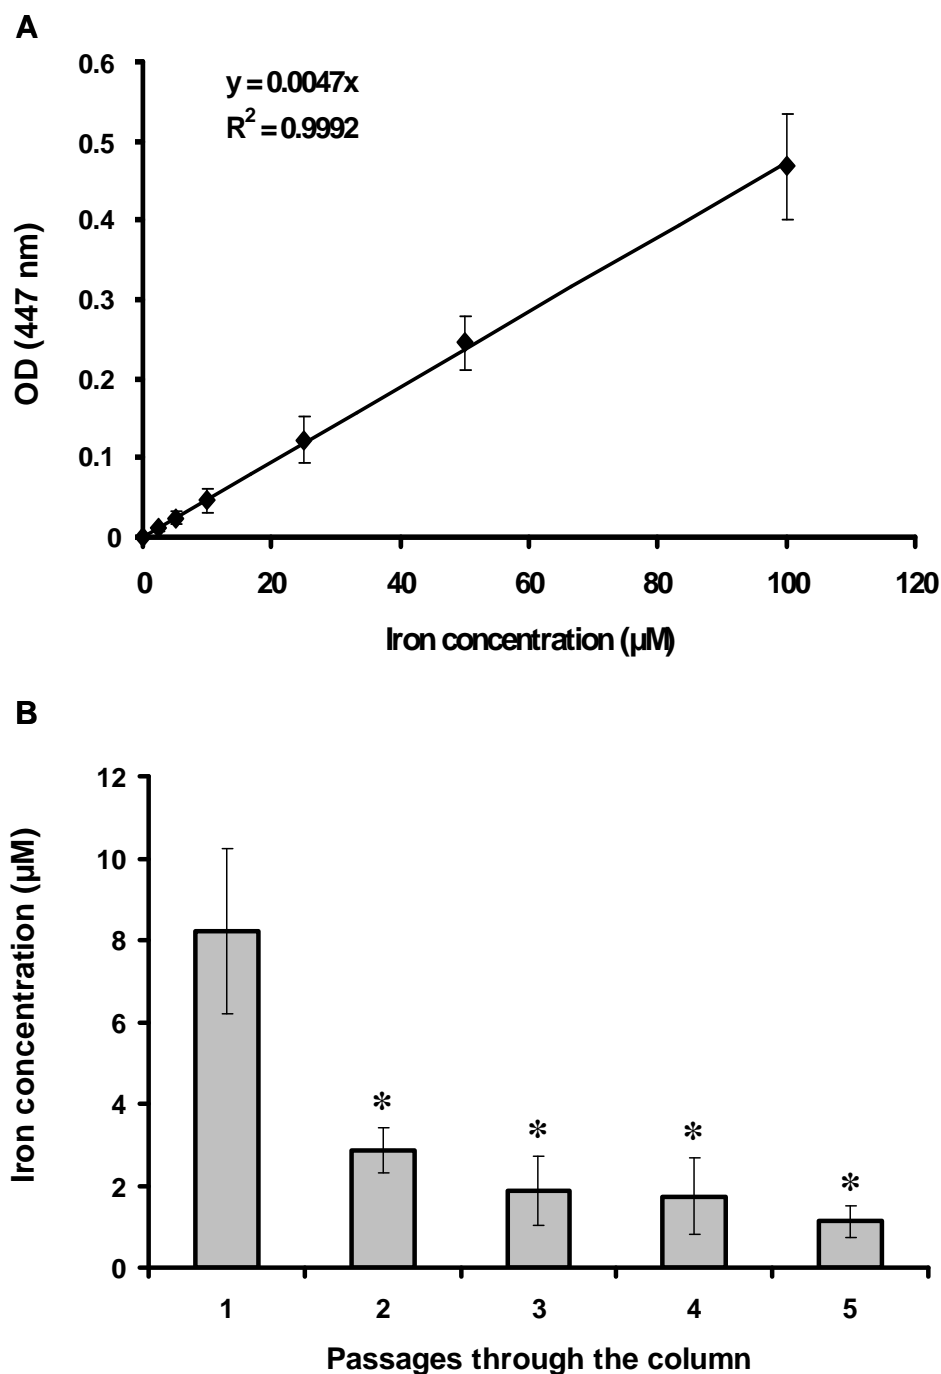 A
y = 0.0047x
R² = 0.9992
0.6
0.5
0.4
0.3
0.2
0.1
0
OD (447 nm)
0 20 40 60 80 100 120
Iron concentration (µM)
B
12
10
8
6
4
2
0
Iron concentration (µM)
* * * *
1 2 3 4 5
Passages through the column